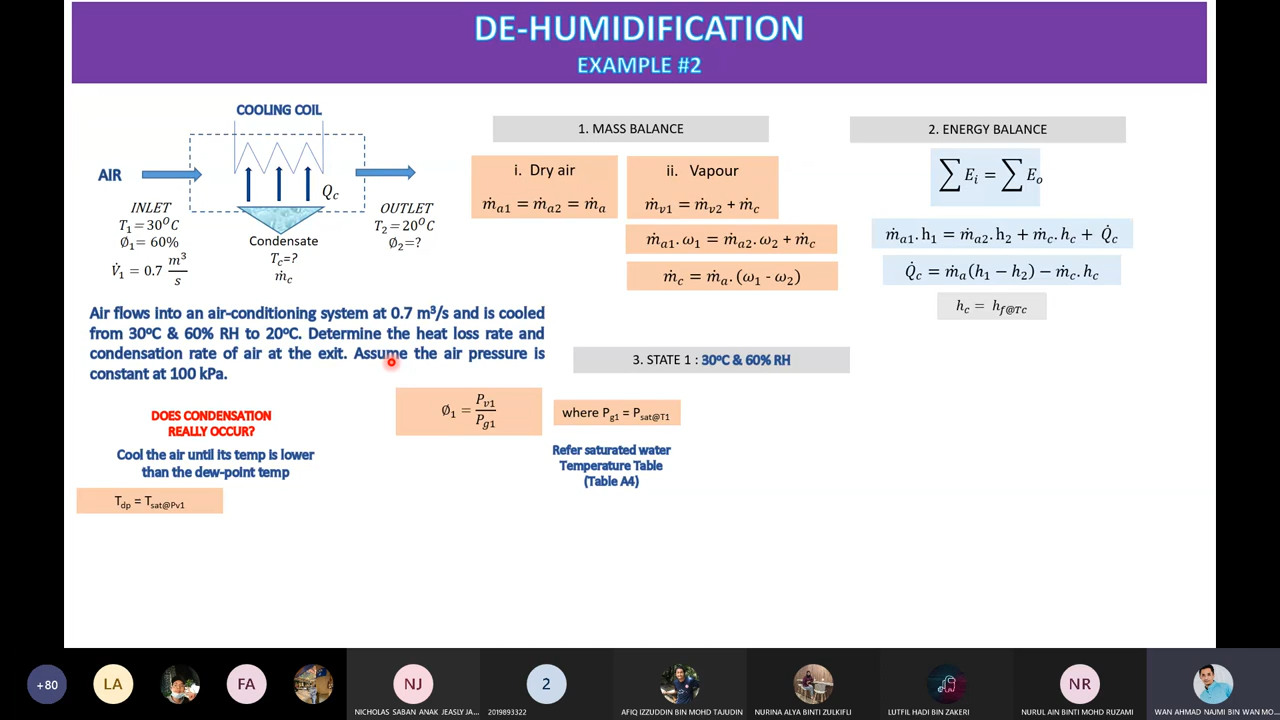 DE-HUMIDIFICATION
EXAMPLE #2
COOLING COIL
AIR
Q_c
INLET
T₁ = 30°C
Ø₁ = 60%
V̇₁ = 0.7 m³/s
Condensate
T_c=?
ṁ_c
OUTLET
T₂ = 20°C
Ø₂ =?
1. MASS BALANCE
i. Dry air
ṁ_a1 = ṁ_a2 = ṁ_a
ii. Vapour
ṁ_v1 = ṁ_v2 + ṁ_c
ṁ_a1. ω₁ = ṁ_a2. ω₂ + ṁ_c
ṁ_c = ṁ_a. (ω₁ - ω₂)
2. ENERGY BALANCE
∑ E_i = ∑ E_o
ṁ_a1. h₁ = ṁ_a2. h₂ + ṁ_c. h_c + Q̇_c
Q̇_c = ṁ_a(h₁ − h₂) − ṁ_c. h_c
h_c = h_f@Tc
Air flows into an air-conditioning system at 0.7 m³/s and is cooled
from 30°C & 60% RH to 20°C. Determine the heat loss rate and
condensation rate of air at the exit. Assume the air pressure is
constant at 100 kPa.
3. STATE 1 : 30°C & 60% RH
DOES CONDENSATION
REALLY OCCUR?
Cool the air until its temp is lower
than the dew-point temp
T_dp = T_sat@Pv1
Ø₁ = P_v1/P_g1
where P_g1 = P_sat@T1
Refer saturated water
Temperature Table
(Table A4)
+80
LA
FA
NJ
NICHOLAS SABAN ANAK JEASLY JA...
2
2019893322
AFIQ IZZUDDIN BIN MOHD TAJUDIN
NURINA ALYA BINTI ZULKIFLI
LUTFIL HADI BIN ZAKERI
NR
NURUL AIN BINTI MOHD RUZAMI
WAN AHMAD NAJMI BIN WAN MO...